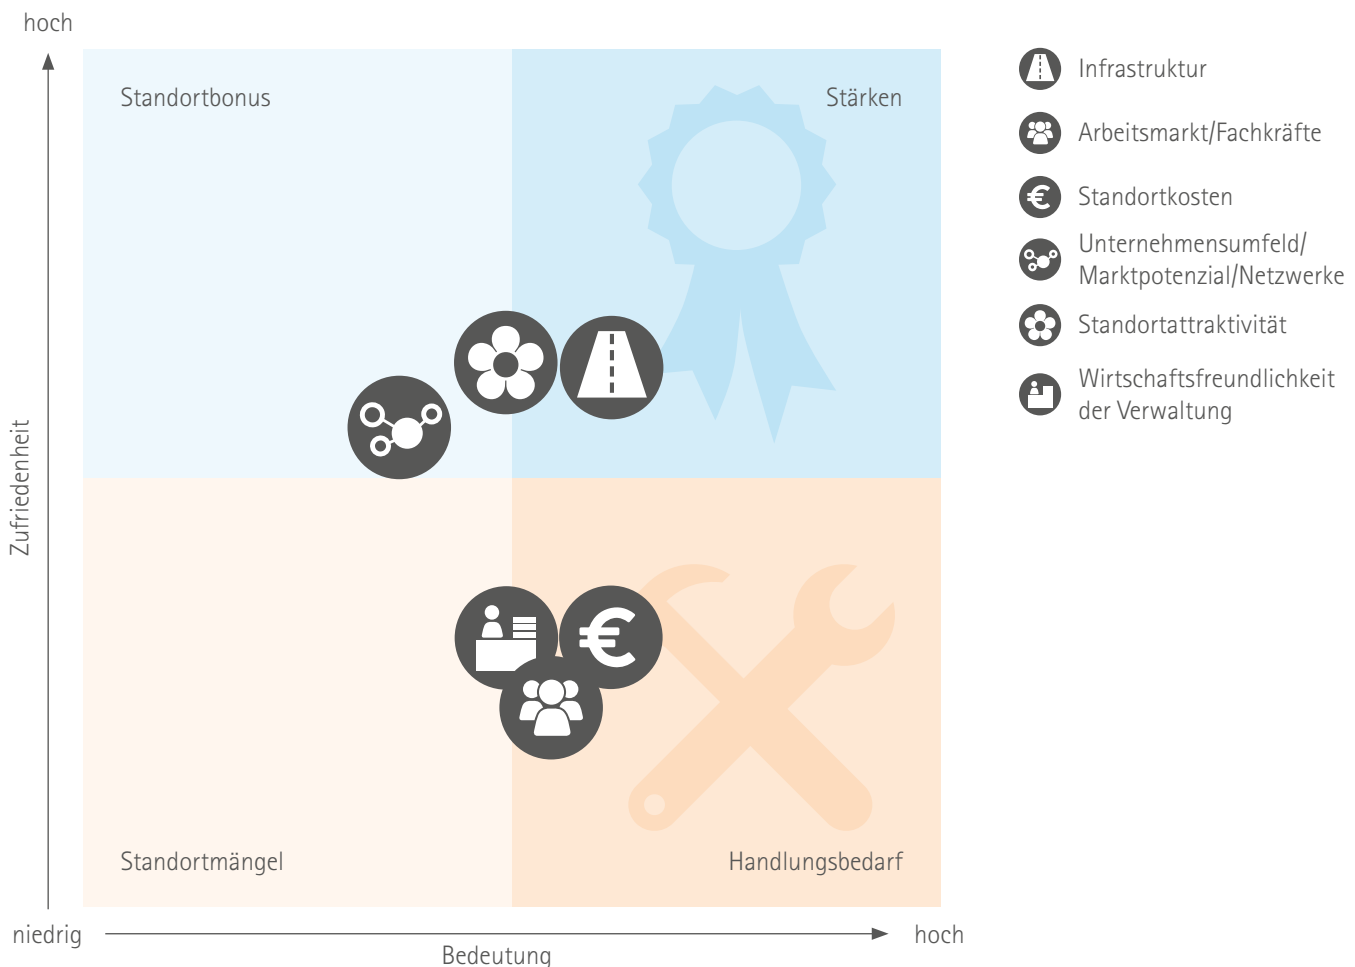 hoch
Standortbonus
Stärken
Zufriedenheit
Standortmängel
Handlungsbedarf
niedrig
Bedeutung
hoch
Infrastruktur
Arbeitsmarkt/Fachkräfte
€ Standortkosten
Unternehmensumfeld/
Marktpotenzial/Netzwerke
Standortattraktivität
Wirtschaftsfreundlichkeit
der Verwaltung
€